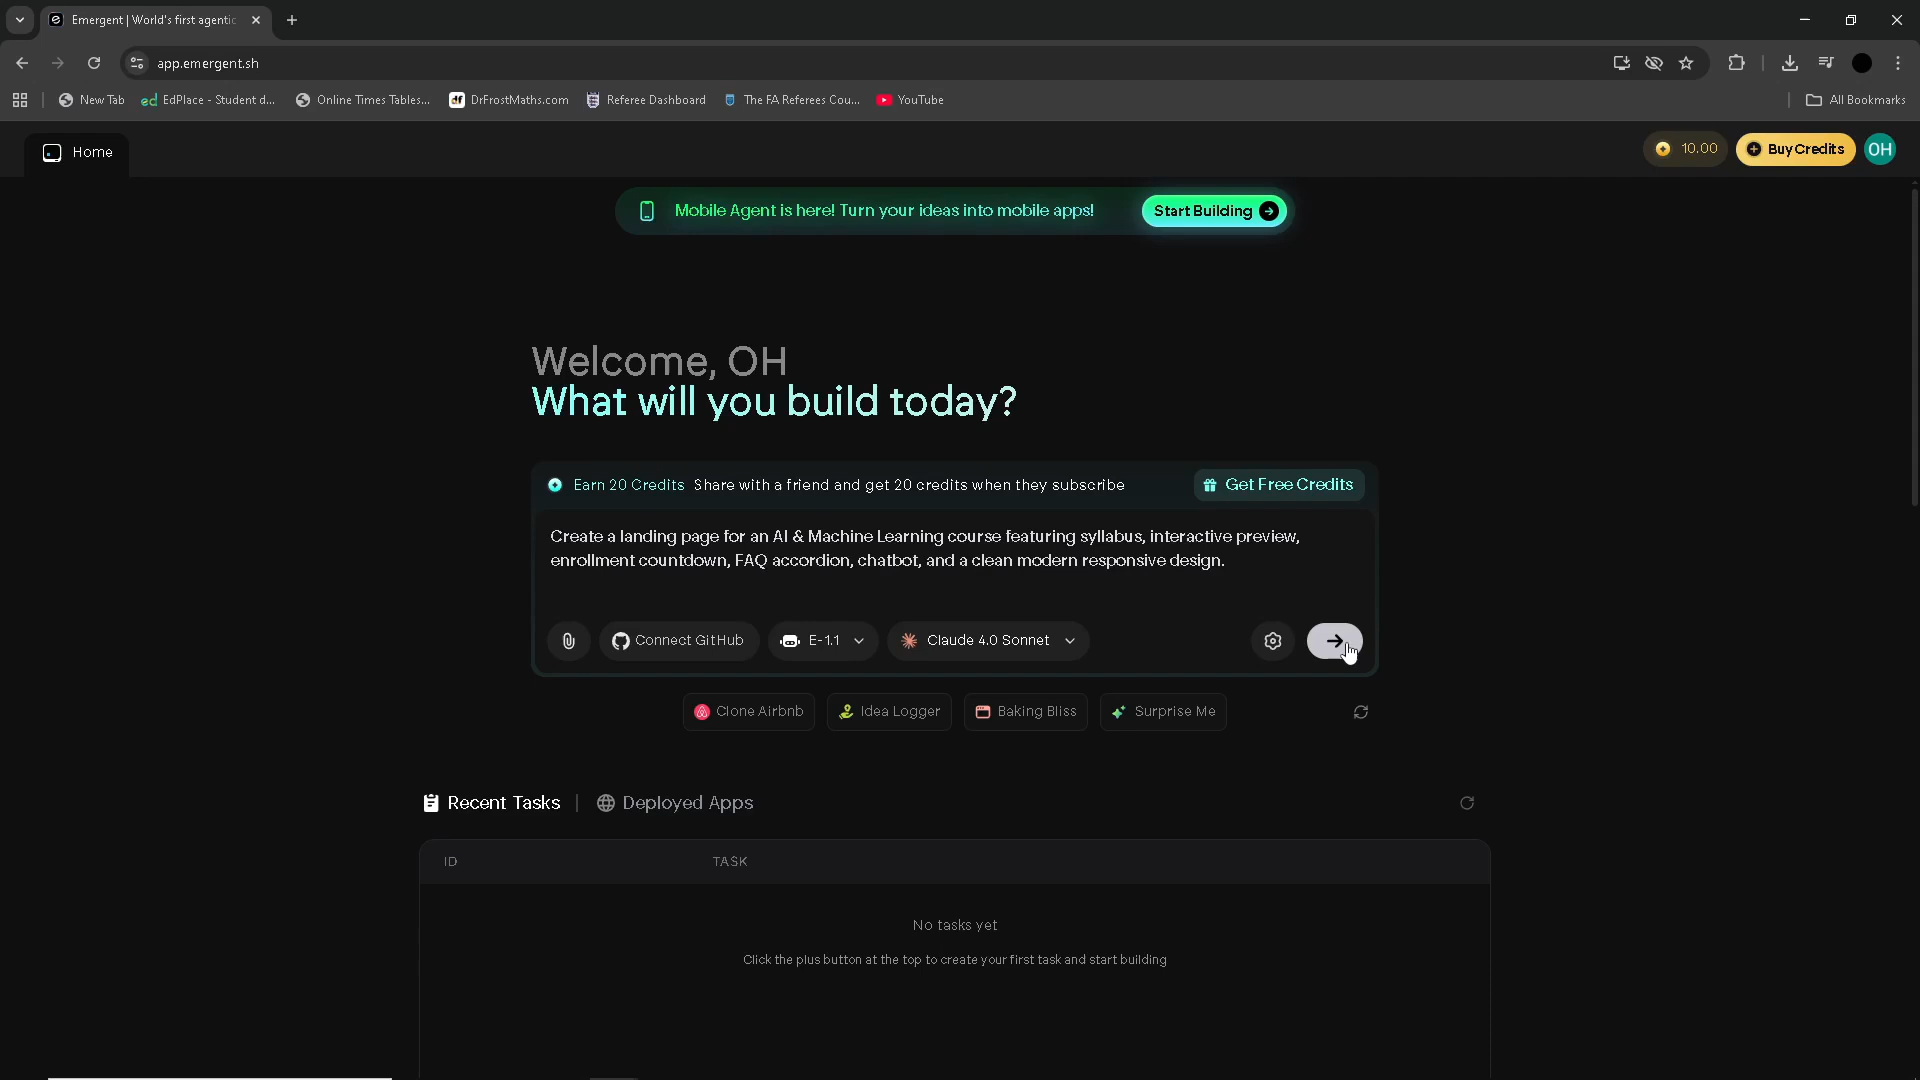 Emergent | World's first agentic
app.emergent.sh
New Tab
EdPlace - Student d...
Online Times Tables...
df DrFrostMaths.com
Referee Dashboard
The FA Referees Cou...
YouTube
All Bookmarks
Home
10.00
Buy Credits
OH
Mobile Agent is here! Turn your ideas into mobile apps!
Start Building
Welcome, OH
What will you build today?
Earn 20 Credits Share with a friend and get 20 credits when they subscribe
Get Free Credits
Create a landing page for an AI & Machine Learning course featuring syllabus, interactive preview,
enrollment countdown, FAQ accordion, chatbot, and a clean modern responsive design.
Connect GitHub
E-1.1
Claude 4.0 Sonnet
Clone Airbnb
Idea Logger
Baking Bliss
Surprise Me
Recent Tasks
Deployed Apps
ID
TASK
No tasks yet
Click the plus button at the top to create your first task and start building